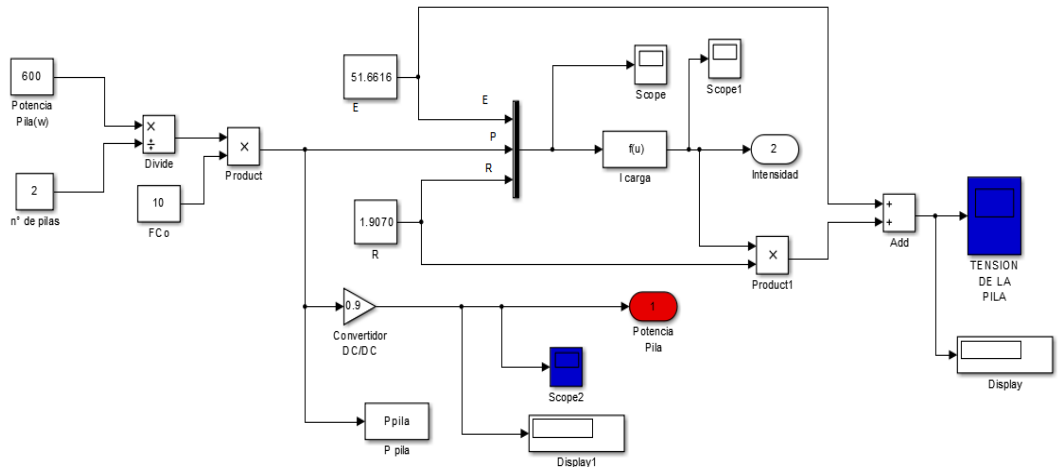 600
Potencia
Pila(w)
×
÷
Divide
2
n° de pilas
×
Product
10
FCo
51.6616
E
E
P
R
1.9070
R
Scope
Scope1
f(u)
I carga
2
Intensidad
×
Product1
+
+
Add
TENSION
DE LA
PILA
Display
0.9
Convertidor
DC/DC
1
Potencia
Pila
Scope2
Ppila
P pila
Display1